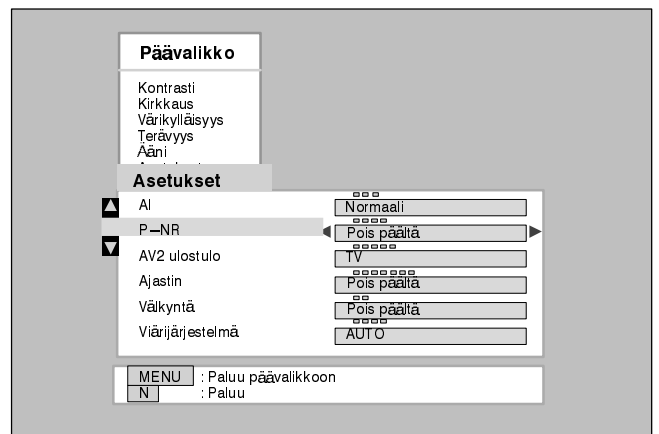 Päävalikko
Kontrasti
Kirkkaus
Värikylläisyys
Terävyys
Ääni
Asetukset
AI Normaali
P–NR Pois päältä
AV2 ulostulo TV
Ajastin Pois päältä
Välkyntä Pois päältä
Viärijärjestelmä AUTO
MENU : Paluu päävalikkoon
N : Paluu